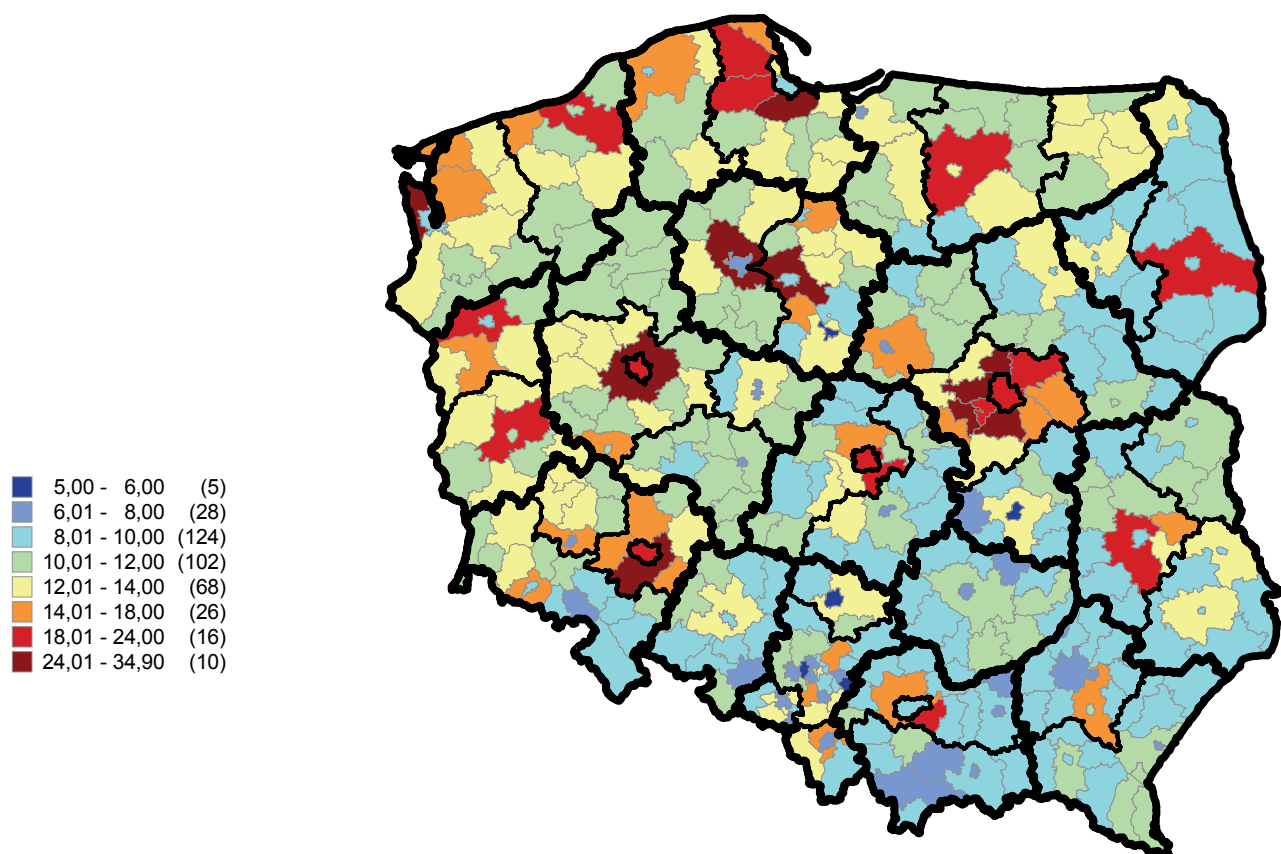 5,00 - 6,00 (5)
6,01 - 8,00 (28)
8,01 - 10,00 (124)
10,01 - 12,00 (102)
12,01 - 14,00 (68)
14,01 - 18,00 (26)
18,01 - 24,00 (16)
24,01 - 34,90 (10)